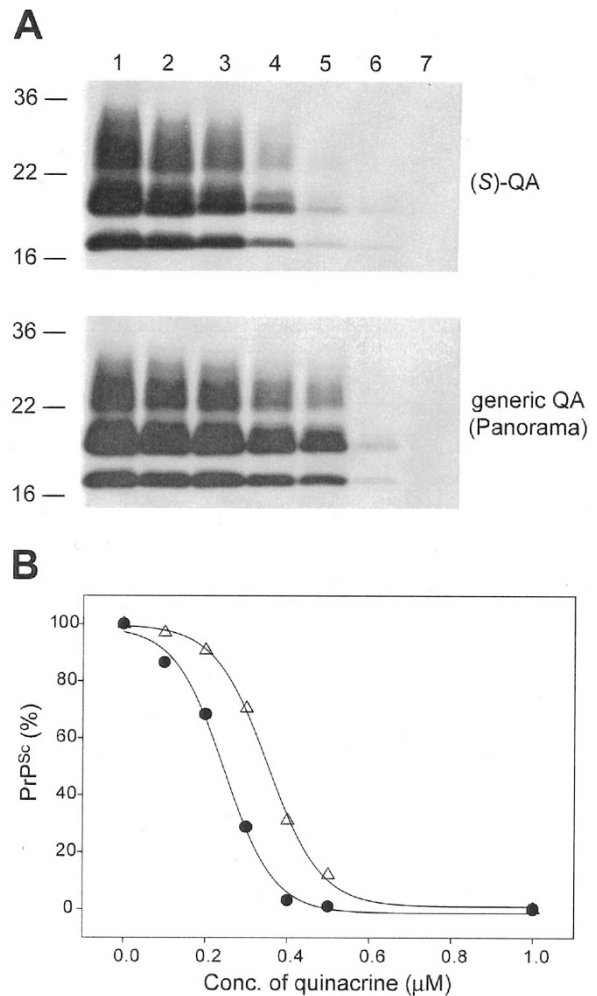 A
1 2 3 4 5 6 7
36
22
16
(S)-QA
36
22
16
generic QA
(Panorama)
B
100
80
60
40
20
0
PrPSc (%)
0.0 0.2 0.4 0.6 0.8 1.0
Conc. of quinacrine (μM)